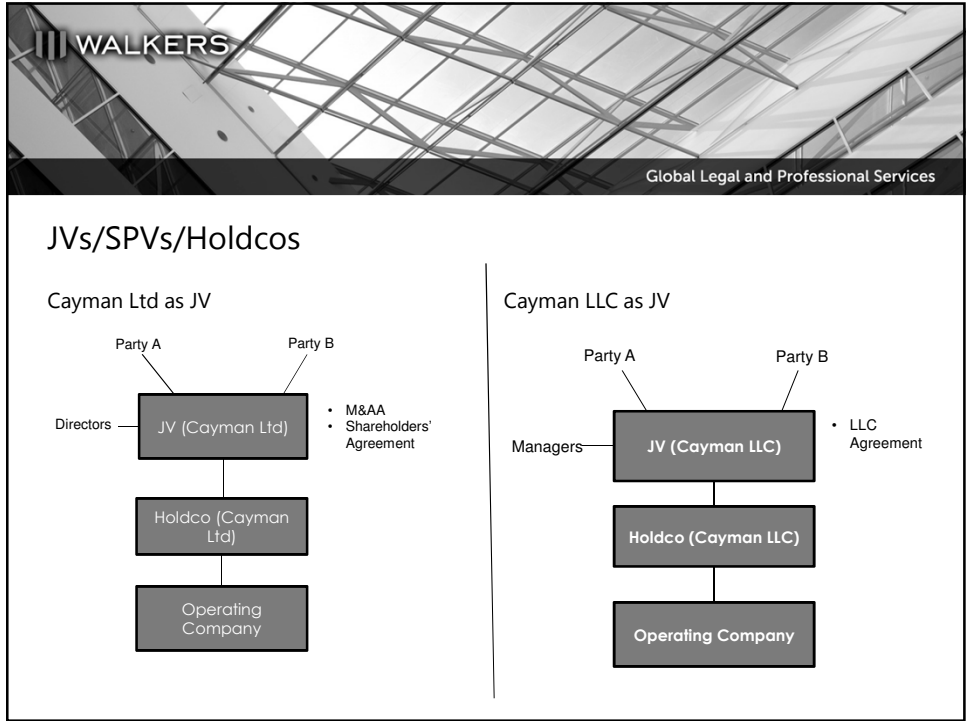 WALKERS
Global Legal and Professional Services
JVs/SPVs/Holdcos
Cayman Ltd as JV
Party A
Party B
Directors
JV (Cayman Ltd)
• M&AA
• Shareholders'
Agreement
Holdco (Cayman
Ltd)
Operating
Company
Cayman LLC as JV
Party A
Party B
Managers
JV (Cayman LLC)
• LLC
Agreement
Holdco (Cayman LLC)
Operating Company